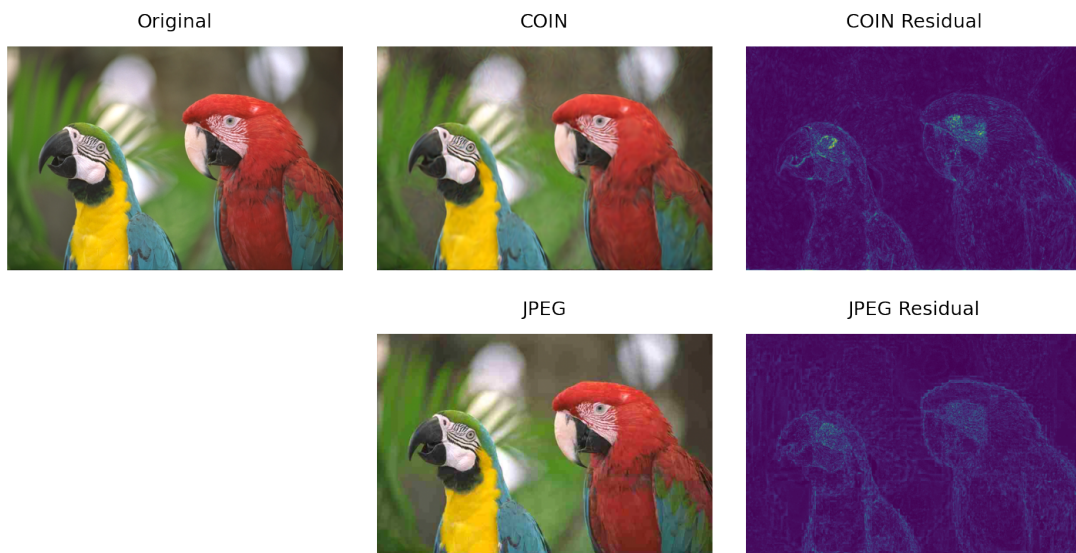 Original
COIN
COIN Residual
JPEG
JPEG Residual